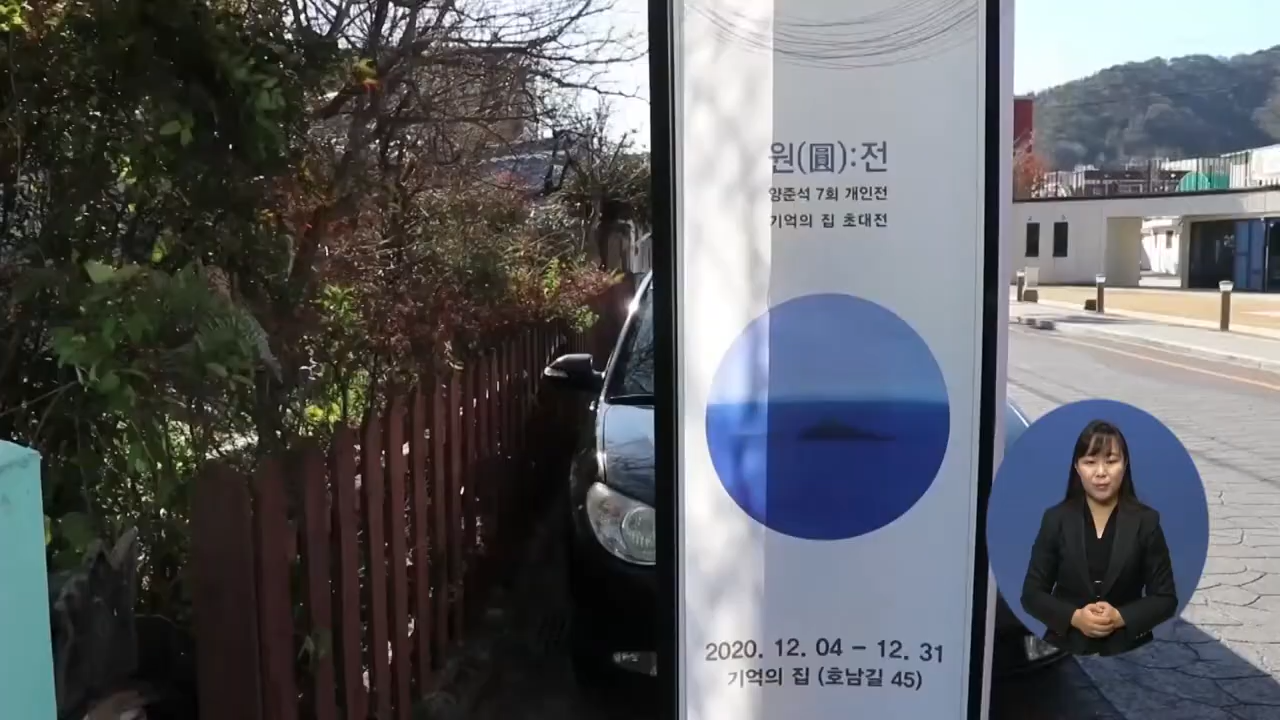 원(圓):전
양준석 7회 개인전
기억의 집 초대전
2020. 12. 04 - 12. 31
기억의 집 (호남길 45)